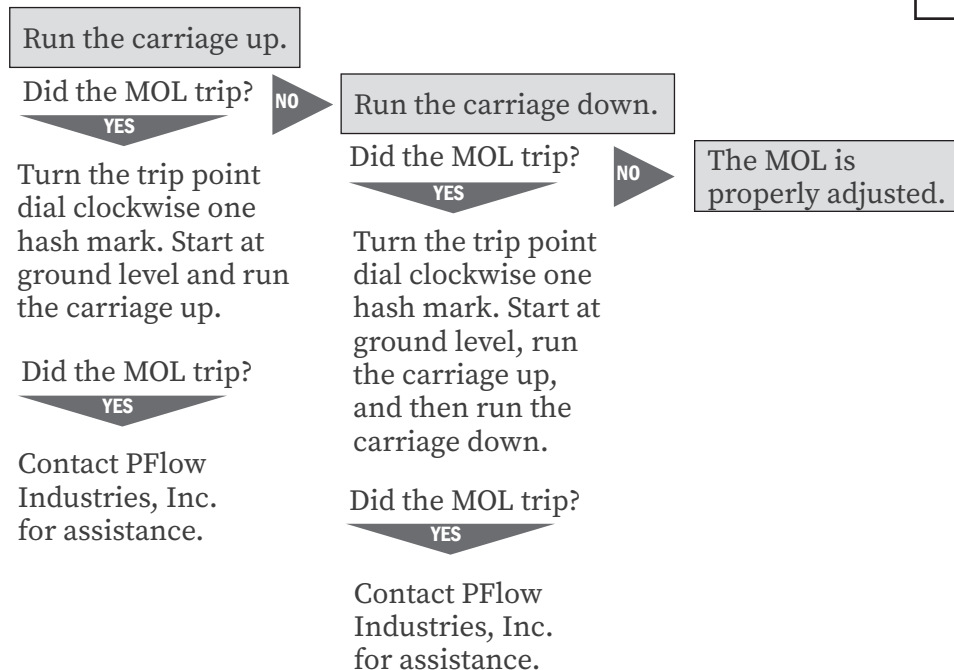 Run the carriage up.
Did the MOL trip?
NO
YES
Turn the trip point
dial clockwise one
hash mark. Start at
ground level and run
the carriage up.
Did the MOL trip?
YES
Contact PFlow
Industries, Inc.
for assistance.
Run the carriage down.
Did the MOL trip?
NO
YES
Turn the trip point
dial clockwise one
hash mark. Start at
ground level, run
the carriage up,
and then run the
carriage down.
Did the MOL trip?
YES
Contact PFlow
Industries, Inc.
for assistance.
The MOL is
properly adjusted.